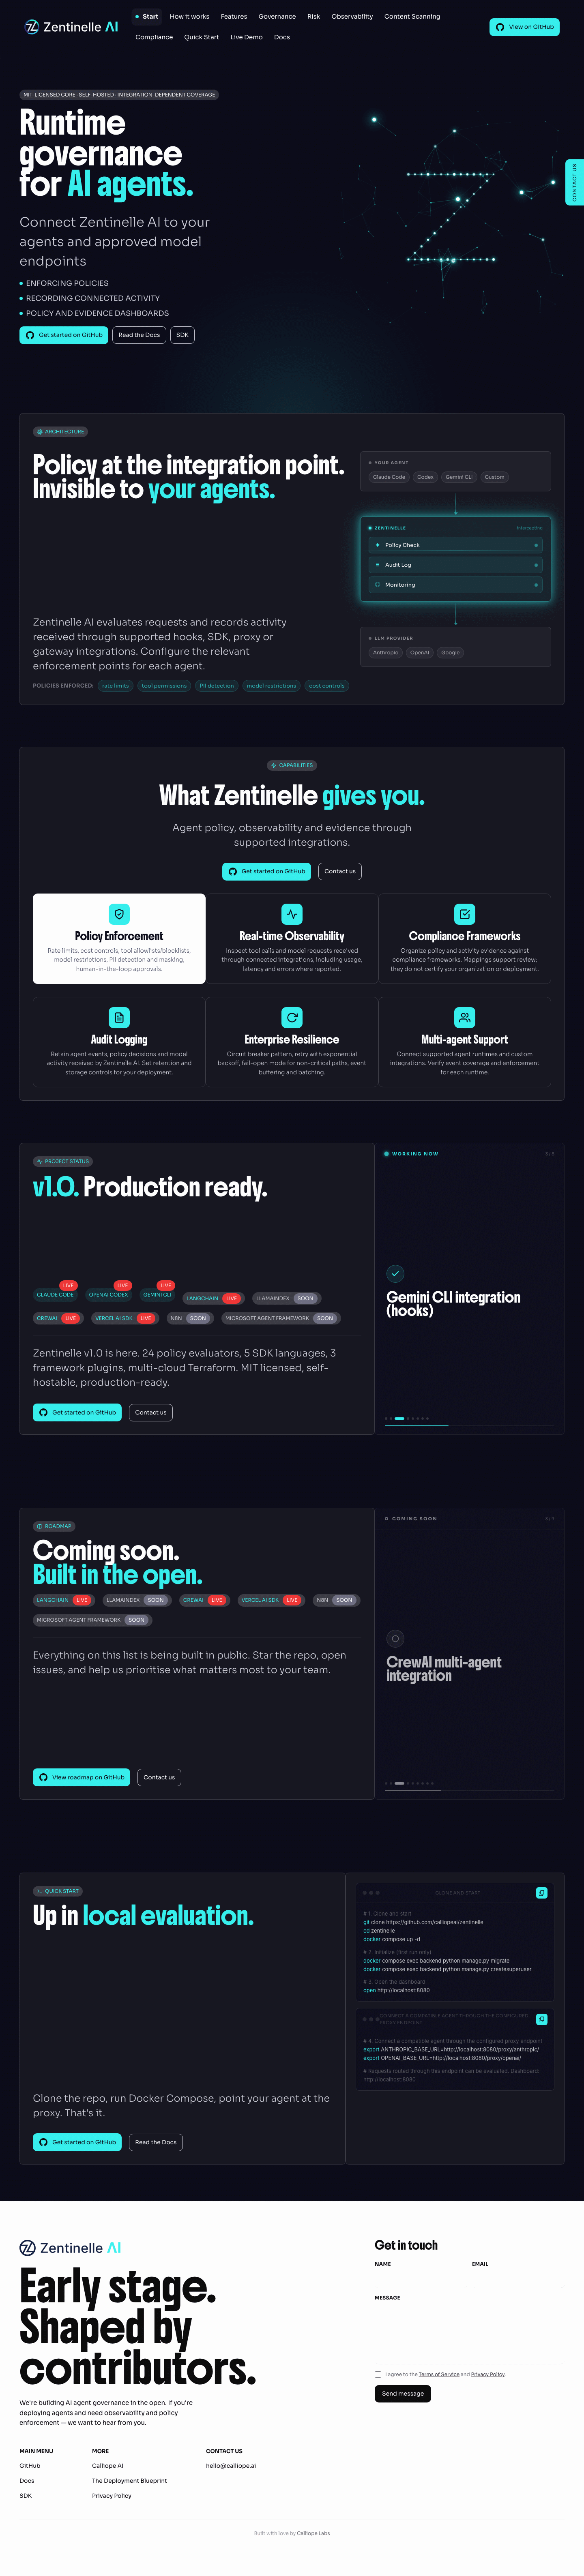 Zentinelle AI
Start
How it works
Features
Governance
Risk
Observability
Content Scanning
Compliance
Quick Start
Live Demo
Docs
View on GitHub
CONTACT US
MIT-LICENSED CORE · SELF-HOSTED · INTEGRATION-DEPENDENT COVERAGE
Runtime
governance
for AI agents.
Connect Zentinelle AI to your
agents and approved model
endpoints
ENFORCING POLICIES
RECORDING CONNECTED ACTIVITY
POLICY AND EVIDENCE DASHBOARDS
Get started on GitHub
Read the Docs
SDK
ARCHITECTURE
Policy at the integration point.
Invisible to your agents.
Zentinelle AI evaluates requests and records activity
received through supported hooks, SDK, proxy or
gateway integrations. Configure the relevant
enforcement points for each agent.
POLICIES ENFORCED:
rate limits
tool permissions
PII detection
model restrictions
cost controls
YOUR AGENT
Claude Code
Codex
Gemini CLI
Custom
ZENTINELLE
intercepting
Policy Check
Audit Log
Monitoring
LLM PROVIDER
Anthropic
OpenAI
Google
CAPABILITIES
What Zentinelle gives you.
Agent policy, observability and evidence through
supported integrations.
Get started on GitHub
Contact us
Policy Enforcement
Rate limits, cost controls, tool allowlists/blocklists,
model restrictions, PII detection and masking,
human-in-the-loop approvals.
Real-time Observability
Inspect tool calls and model requests received
through connected integrations, including usage,
latency and errors where reported.
Compliance Frameworks
Organize policy and activity evidence against
compliance frameworks. Mappings support review;
they do not certify your organization or deployment.
Audit Logging
Retain agent events, policy decisions and model
activity received by Zentinelle AI. Set retention and
storage controls for your deployment.
Enterprise Resilience
Circuit breaker pattern, retry with exponential
backoff, fail-open mode for non-critical paths, event
buffering and batching.
Multi-agent Support
Connect supported agent runtimes and custom
integrations. Verify event coverage and enforcement
for each runtime.
PROJECT STATUS
v1.0. Production ready.
CLAUDE CODE LIVE
OPENAI CODEX LIVE
GEMINI CLI LIVE
LANGCHAIN LIVE
LLAMAINDEX SOON
CREWAI LIVE
VERCEL AI SDK LIVE
N8N SOON
MICROSOFT AGENT FRAMEWORK SOON
Zentinelle v1.0 is here. 24 policy evaluators, 5 SDK languages, 3
framework plugins, multi-cloud Terraform. MIT licensed, self-
hostable, production-ready.
Get started on GitHub
Contact us
WORKING NOW
Gemini CLI integration
(hooks)
ROADMAP
Coming soon.
Built in the open.
LANGCHAIN LIVE
LLAMAINDEX SOON
CREWAI LIVE
VERCEL AI SDK LIVE
N8N SOON
MICROSOFT AGENT FRAMEWORK SOON
Everything on this list is being built in public. Star the repo, open
issues, and help us prioritise what matters most to your team.
View roadmap on GitHub
Contact us
COMING SOON
CrewAI multi-agent
integration
QUICK START
Up in local evaluation.
Clone the repo, run Docker Compose, point your agent at the
proxy. That's it.
Get started on GitHub
Read the Docs
CLONE AND START
# 1. Clone and start
git clone https://github.com/calliopeai/zentinelle
cd zentinelle
docker compose up -d
# 2. Initialize (first run only)
docker compose exec backend python manage.py migrate
docker compose exec backend python manage.py createsuperuser
# 3. Open the dashboard
open http://localhost:8080
CONNECT A COMPATIBLE AGENT THROUGH THE CONFIGURED
PROXY ENDPOINT
# 4. Connect a compatible agent through the configured proxy endpoint
export ANTHROPIC_BASE_URL=http://localhost:8080/proxy/anthropic/
export OPENAI_BASE_URL=http://localhost:8080/proxy/openai/
# Requests routed through this endpoint can be evaluated. Dashboard:
http://localhost:8080
Zentinelle AI
Early stage.
Shaped by
contributors.
We're building AI agent governance in the open. If you're
deploying agents and need observability and policy
enforcement — we want to hear from you.
Get in touch
NAME
EMAIL
MESSAGE
I agree to the Terms of Service and Privacy Policy.
Send message
MAIN MENU
GitHub
Docs
SDK
MORE
Calliope AI
The Deployment Blueprint
Privacy Policy
CONTACT US
hello@calliope.ai
Built with love by Calliope Labs